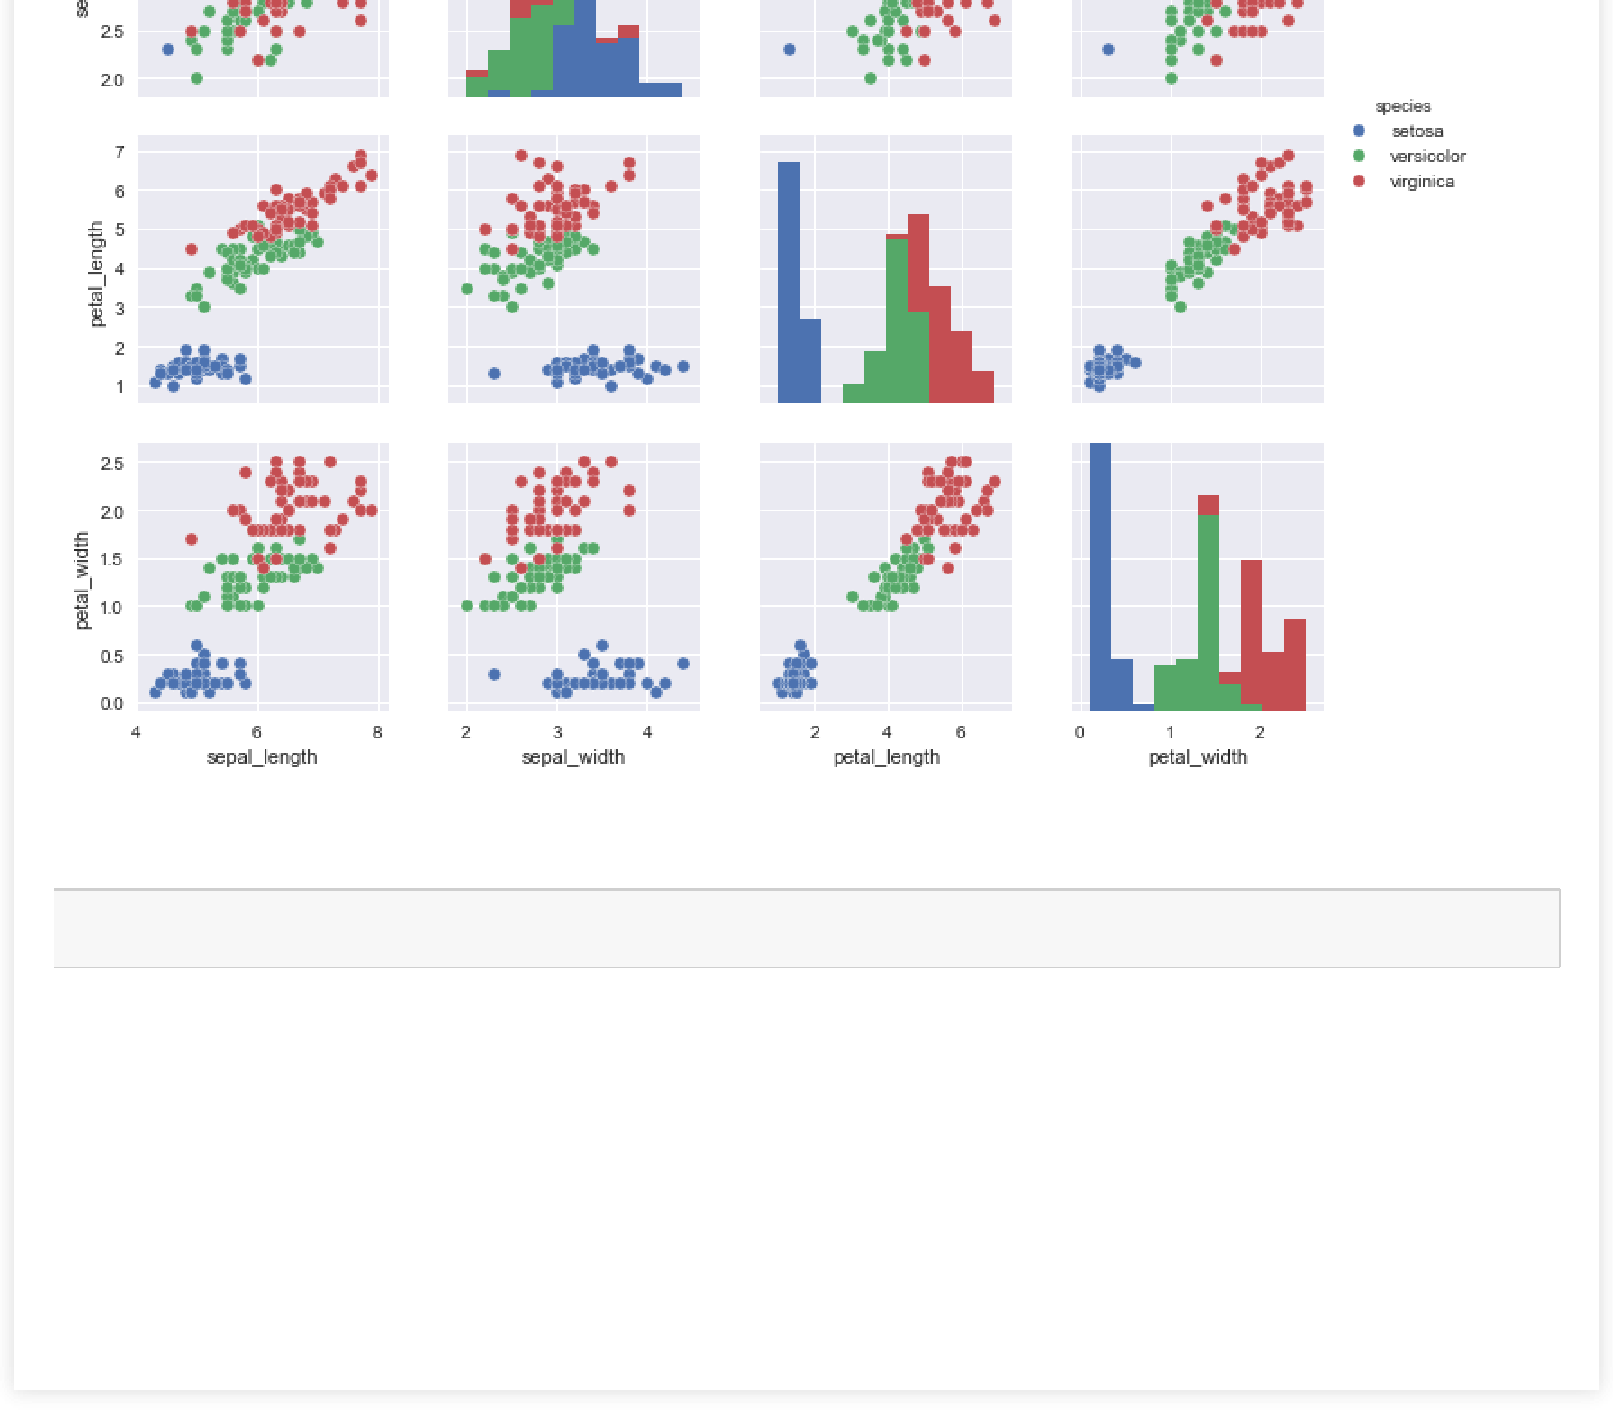 se
2.5
2.0
species
setosa
versicolor
virginica
petal_length
7
6
5
4
3
2
1
petal_width
2.5
2.0
1.5
1.0
0.5
0.0
4 6 8 2 3 4 2 4 6 0 1 2
sepal_length sepal_width petal_length petal_width